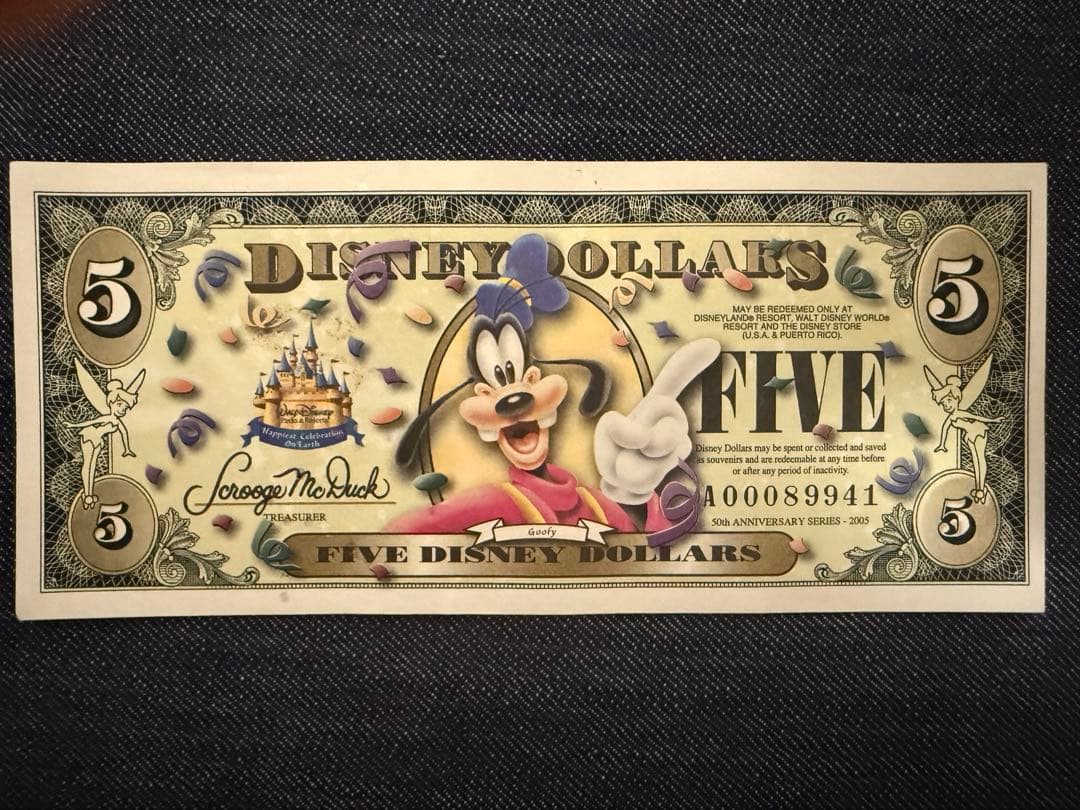 5
5
DISNEY DOLLARS
MAY BE REDEEMED ONLY AT
DISNEYLAND® RESORT, WALT DISNEY WORLD®
RESORT AND THE DISNEY STORE
(U.S.A. & PUERTO RICO).
FIVE
Walt Disney
Parks & Resorts
Happiest Celebration
On Earth
Disney Dollars may be spent or collected and saved
as souvenirs and are redeemable at any time before
or after any period of inactivity.
Scrooge McDuck
TREASURER
A00089941
50th ANNIVERSARY SERIES - 2005
5
5
Goofy
FIVE DISNEY DOLLARS